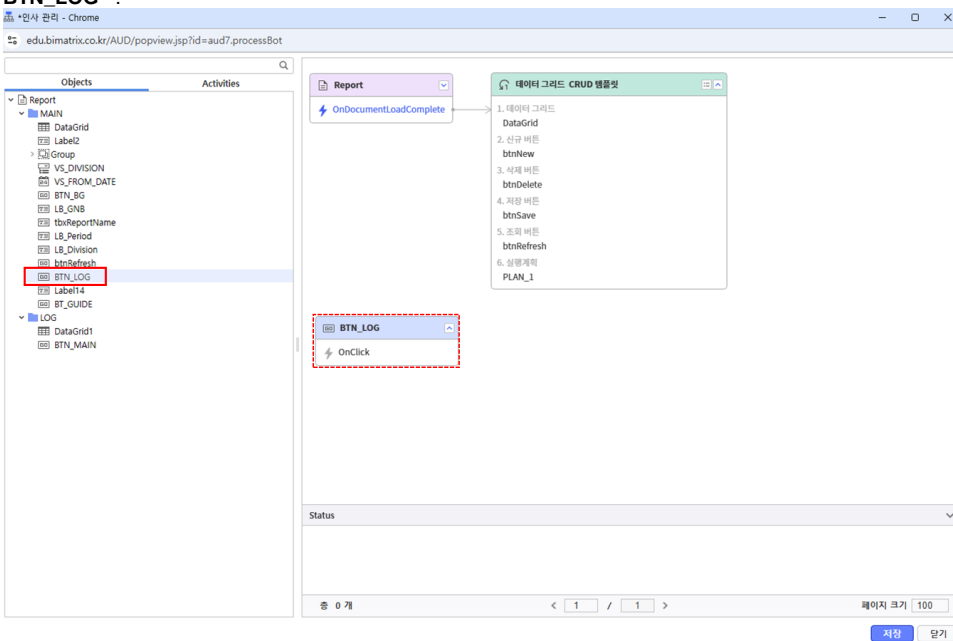 BTN_LOG" .
*인사 관리 - Chrome
edu.bimatrix.co.kr/AUD/popview.jsp?id=aud7.processBot
Objects
Activities
Report
MAIN
DataGrid
Label2
Group
VS_DIVISION
VS_FROM_DATE
BTN_BG
LB_GNB
tbxReportName
LB_Period
LB_Division
btnRefresh
BTN_LOG
Label14
BT_GUIDE
LOG
DataGrid1
BTN_MAIN
Report
OnDocumentLoadComplete
데이터 그리드 CRUD 템플릿
1. 데이터 그리드
DataGrid
2. 신규 버튼
btnNew
3. 삭제 버튼
btnDelete
4. 저장 버튼
btnSave
5. 조회 버튼
btnRefresh
6. 실행계획
PLAN_1
BTN_LOG
OnClick
Status
총 0 개
< 1 / 1 >
페이지 크기 100
저장
닫기